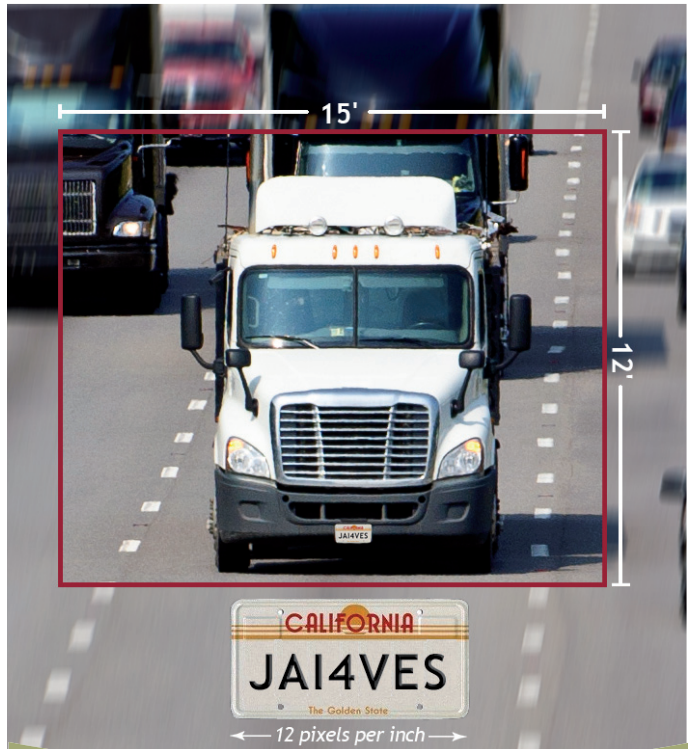 15'
12'
JAI4VES
CALIFORNIA
JAI4VES
The Golden State
12 pixels per inch